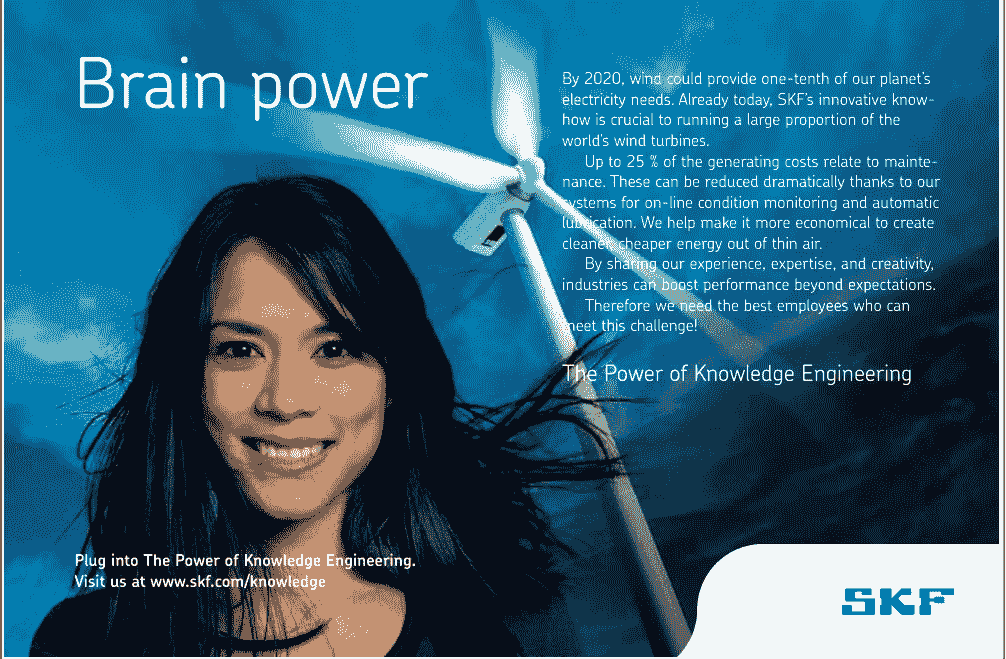 Brain power
By 2020, wind could provide one-tenth of our planet's
electricity needs. Already today, SKF's innovative know-
how is crucial to running a large proportion of the
world's wind turbines.
Up to 25 % of the generating costs relate to mainte-
nance. These can be reduced dramatically thanks to our
systems for on-line condition monitoring and automatic
lubrication. We help make it more economical to create
cleaner, cheaper energy out of thin air.
By sharing our experience, expertise, and creativity,
industries can boost performance beyond expectations.
Therefore we need the best employees who can
meet this challenge!
The Power of Knowledge Engineering
Plug into The Power of Knowledge Engineering.
Visit us at www.skf.com/knowledge
SKF